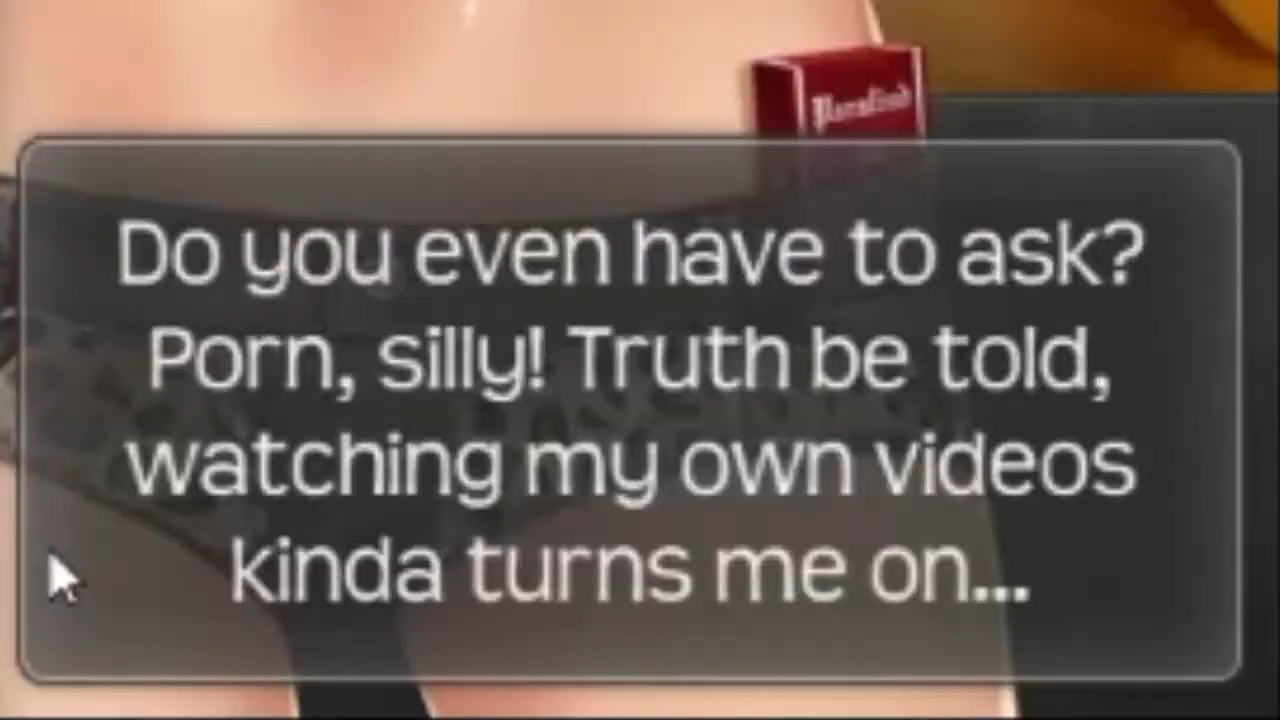 Do you even have to ask?
Porn, silly! Truth be told,
watching my own videos
kinda turns me on...